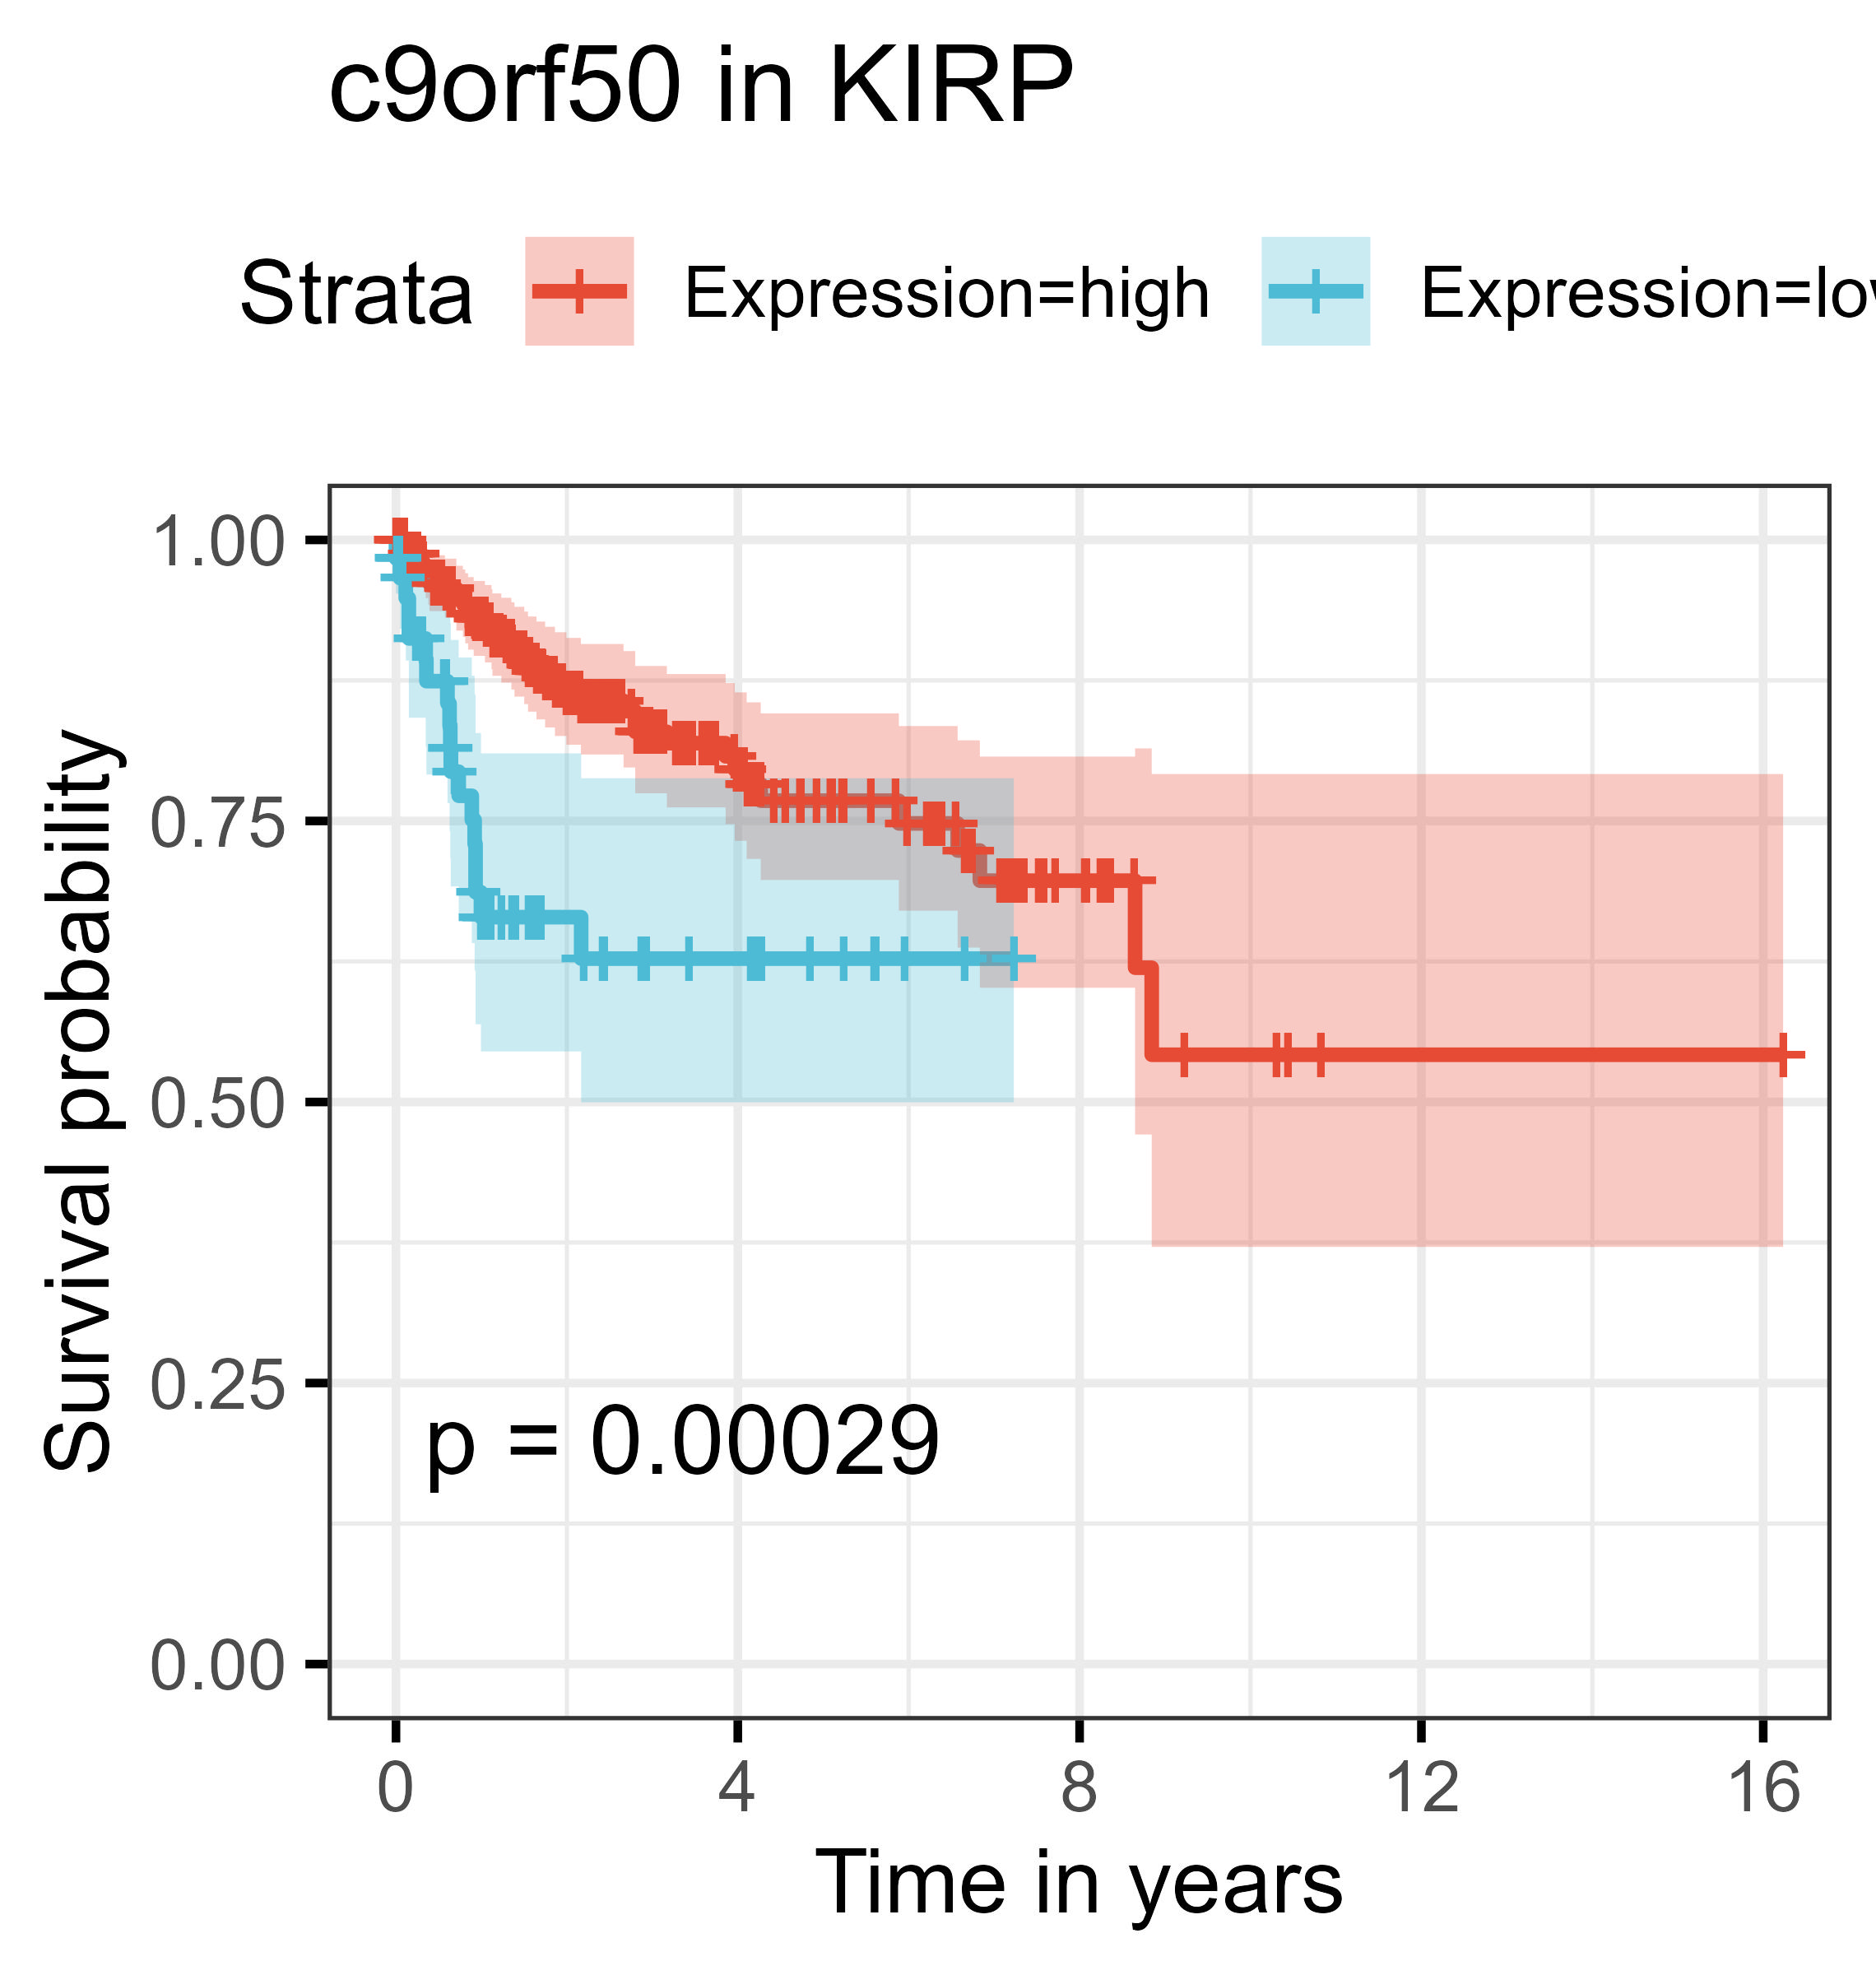 c9orf50 in KIRP
Strata Expression=high Expression=lov
Survival probability
1.00
0.75
0.50
0.25
0.00
p = 0.00029
0 4 8 12 16
Time in years